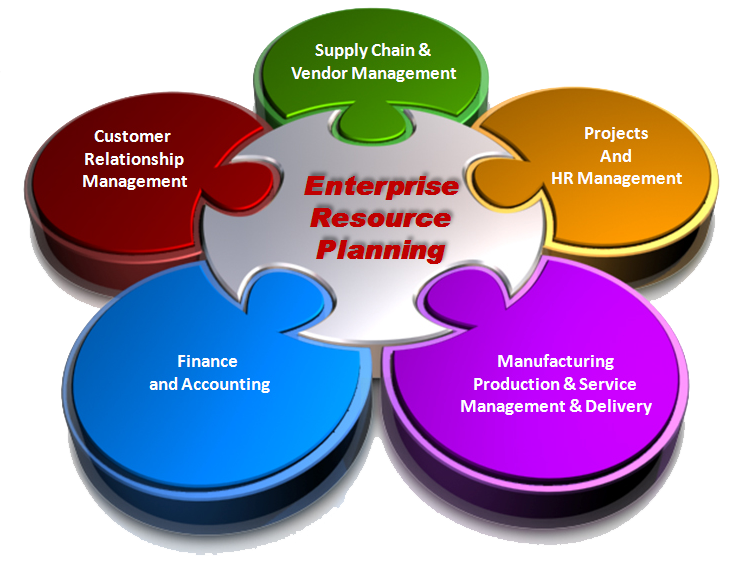 Supply Chain &
Vendor Management
Customer
Relationship
Management
Projects
And
HR Management
Enterprise
Resource
Planning
Finance
and Accounting
Manufacturing
Production & Service
Management & Delivery